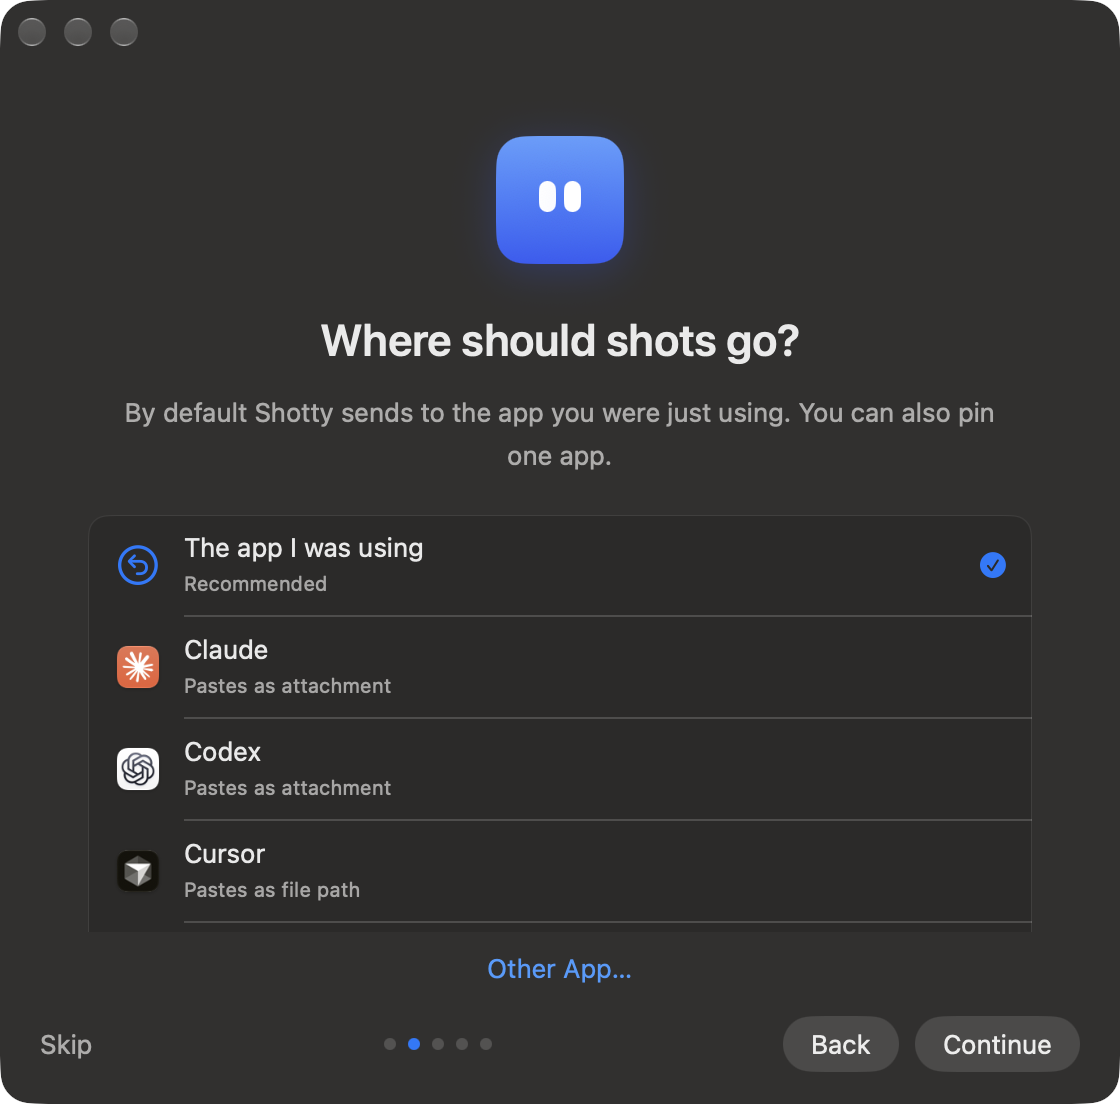 Where should shots go?
By default Shotty sends to the app you were just using. You can also pin
one app.
The app I was using
Recommended
Claude
Pastes as attachment
Codex
Pastes as attachment
Cursor
Pastes as file path
Other App...
Skip
Back
Continue